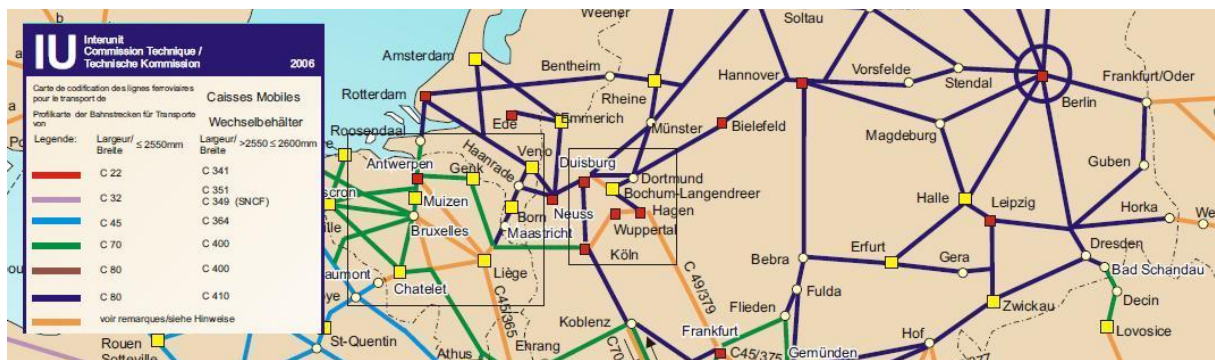 IU
Interunit
Commission Technique /
Technische Kommission
2006
Carte de codification des lignes ferroviaires
pour le transport de
Caisses Mobiles
Profilkarte der Bahnstrecken für Transporte
von
Wechselbehälter
Legende:
Largeur/
Breite ≤ 2550mm
Largeur/
Breite >2550 ≤ 2600mm
C 22
C 341
C 32
C 351
C 349 (SNCF)
C 45
C 364
C 70
C 400
C 80
C 400
C 80
C 410
voir remarques/siehe Hinweise
Weener
Soltau
Amsterdam
Bentheim
Hannover
Vorsfelde
Stendal
Frankfurt/Oder
Rotterdam
Rheine
Berlin
Ede
Emmerich
Münster
Bielefeld
Roosendaal
Magdeburg
Haanrade
Venlo
Duisburg
Guben
Antwerpen
Genk
Dortmund
Bochum-Langendreer
Halle
Leipzig
Muizen
Born
Neuss
Hagen
Horka
Bruxelles
Maastricht
Wuppertal
Dresden
Köln
Bebra
Erfurt
Gera
Bad Schandau
Liège
Chatelet
C 49/379
Fulda
Decin
C45/365
Flieden
Zwickau
Koblenz
Frankfurt
Hof
Lovosice
Rouen
St-Quentin
Athus
Ehrang
C70
C45/375
Gemünden
Sotteville